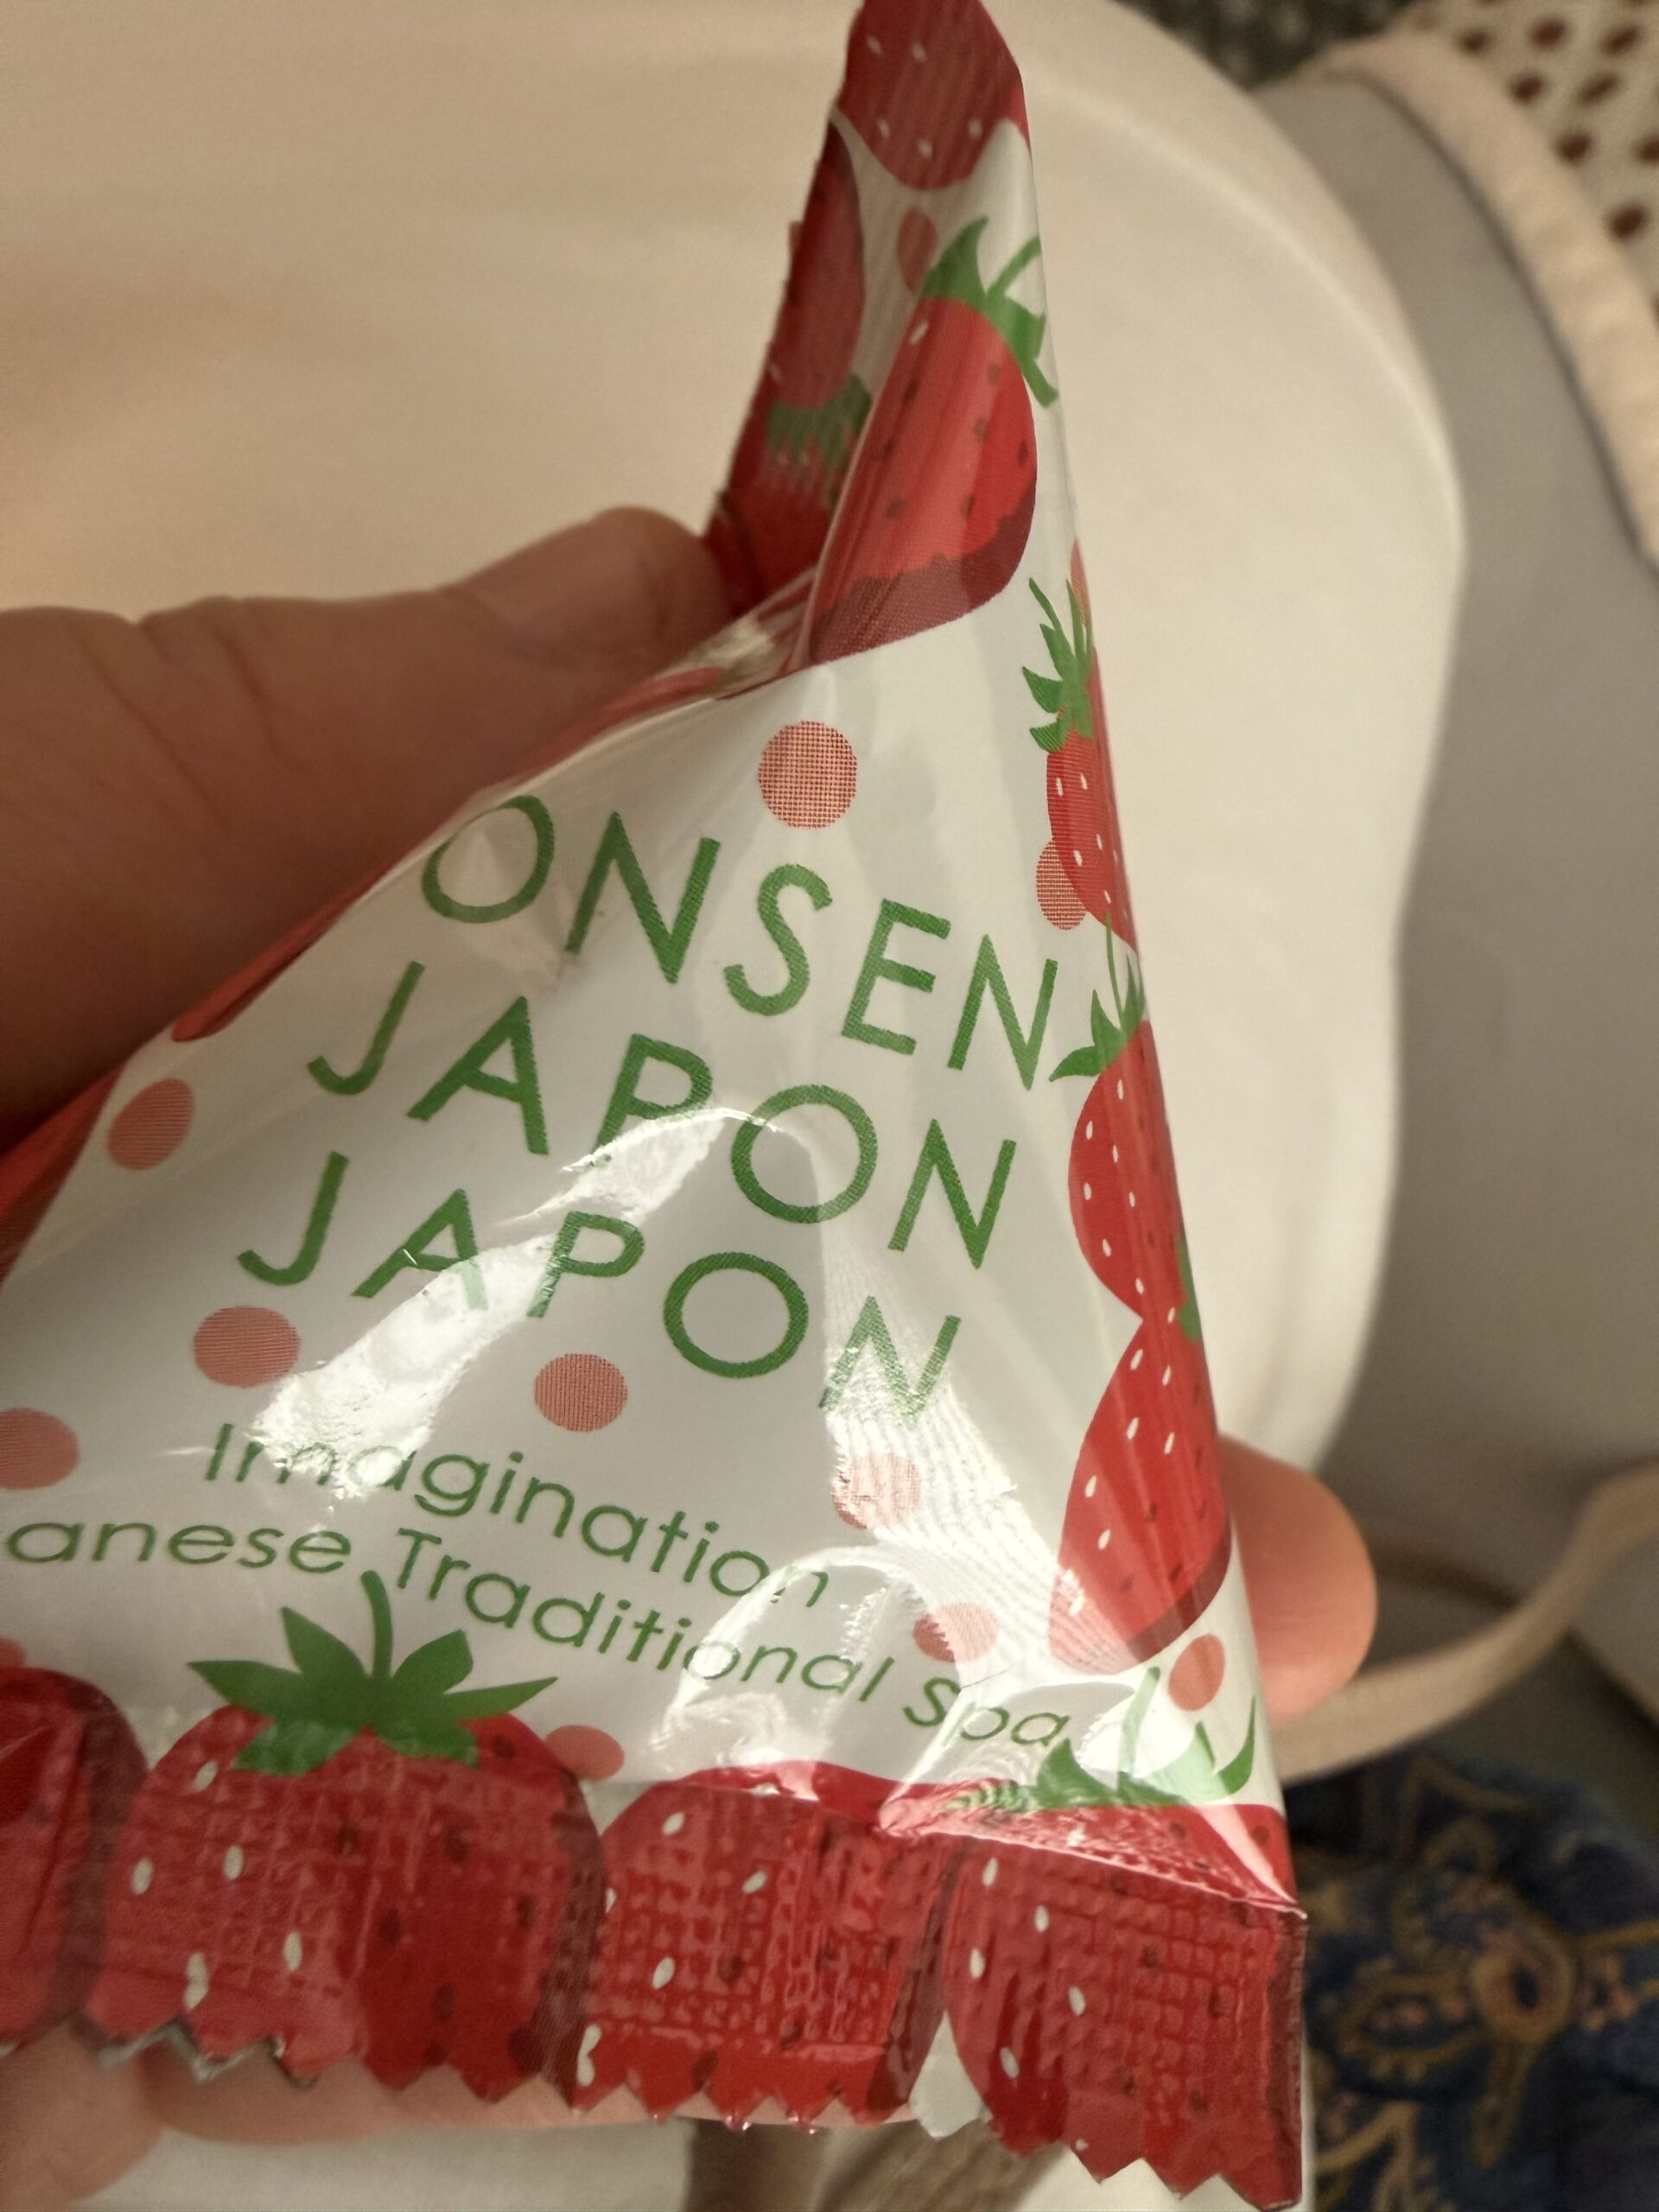 ONSEN
JAPON
JAPON
Imagination
anese Traditional spa